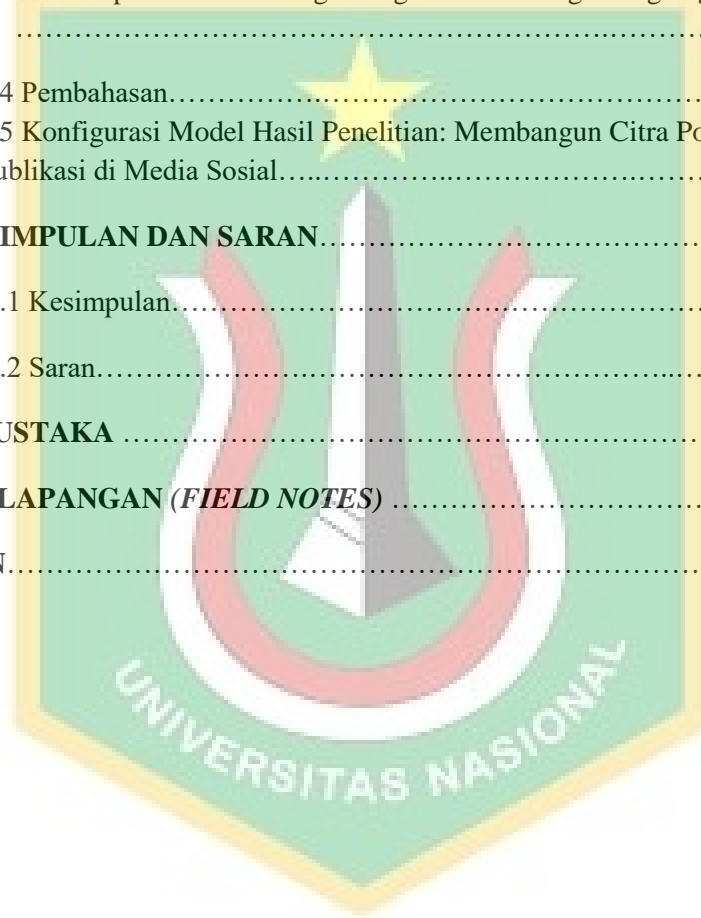 4 Pembahasan……………..…………………………….……
5 Konfigurasi Model Hasil Penelitian: Membangun Citra Po
ublikasi di Media Sosial…..…………………………….……
IMPULAN DAN SARAN……………………………………
.1 Kesimpulan……………………………………………………
.2 Saran……………………………………………………...……
USTAKA ……………………………………………………
LAPANGAN (FIELD NOTES) ………………………………
N……………………………………………………………………
UNIVERSITAS NASIONAL